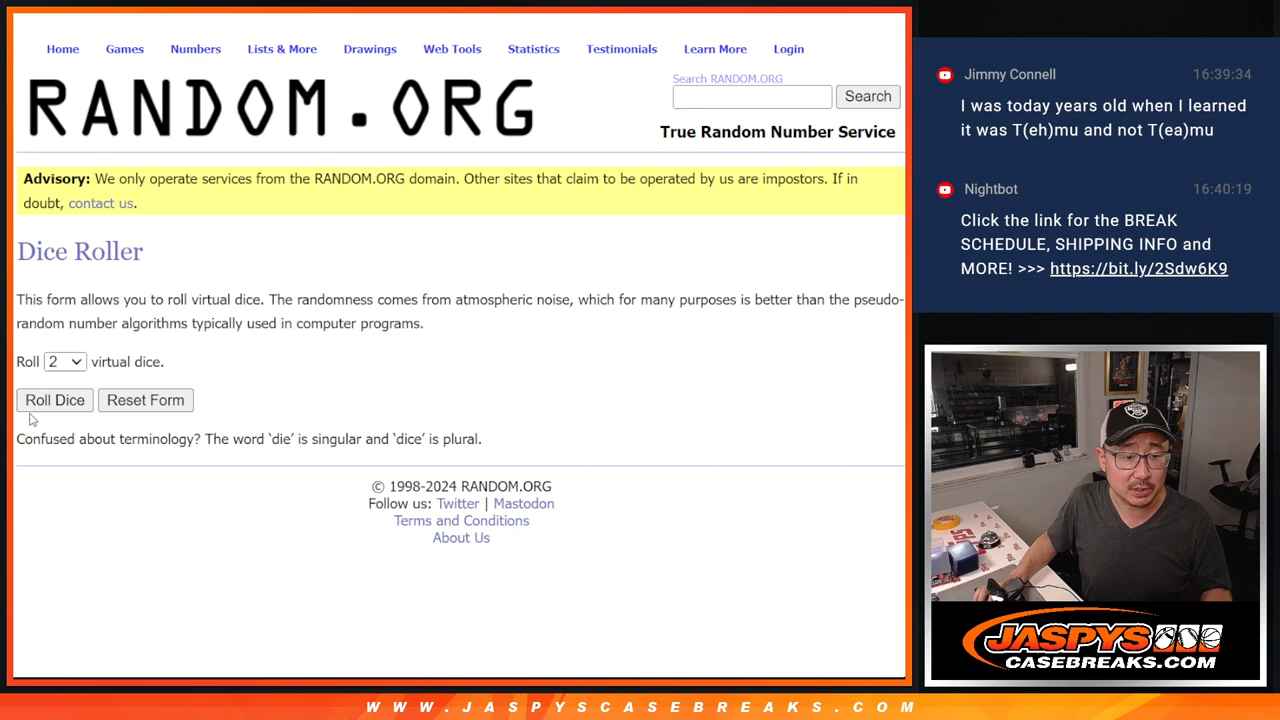 Home Games Numbers Lists & More Drawings Web Tools Statistics Testimonials Learn More Login
Search RANDOM.ORG
RANDOM.ORG
Search
True Random Number Service
Advisory: We only operate services from the RANDOM.ORG domain. Other sites that claim to be operated by us are impostors. If in
doubt, contact us.
Dice Roller
This form allows you to roll virtual dice. The randomness comes from atmospheric noise, which for many purposes is better than the pseudo-
random number algorithms typically used in computer programs.
Roll 2 virtual dice.
Roll Dice Reset Form
Confused about terminology? The word ‘die’ is singular and ‘dice’ is plural.
© 1998-2024 RANDOM.ORG
Follow us: Twitter | Mastodon
Terms and Conditions
About Us
Jimmy Connell 16:39:34
I was today years old when I learned
it was T(eh)mu and not T(ea)mu
Nightbot 16:40:19
Click the link for the BREAK
SCHEDULE, SHIPPING INFO and
MORE! >>> https://bit.ly/2Sdw6K9
JASPYS
CASEBREAKS.COM
WWW.JASPYSCASEBREAKS.COM